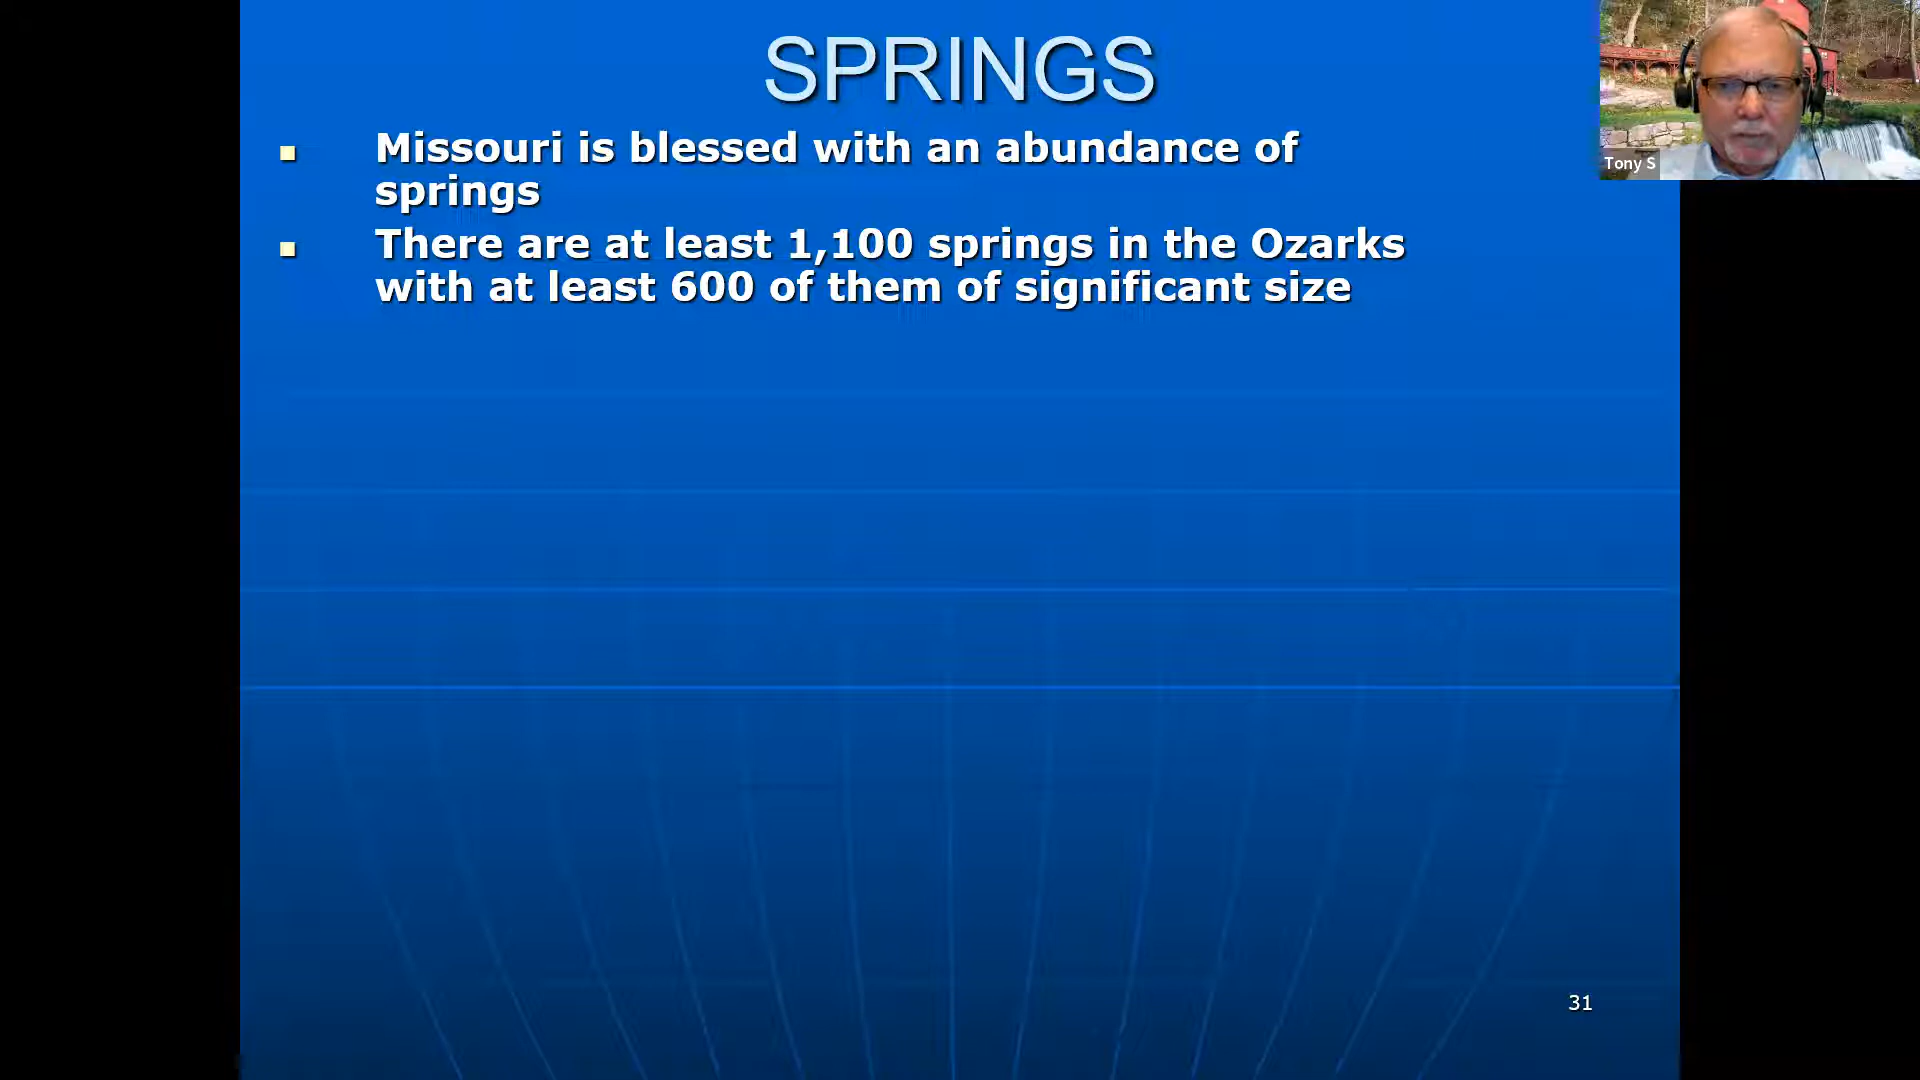 SPRINGS
Missouri is blessed with an abundance of
springs
There are at least 1,100 springs in the Ozarks
with at least 600 of them of significant size
Tony S
31